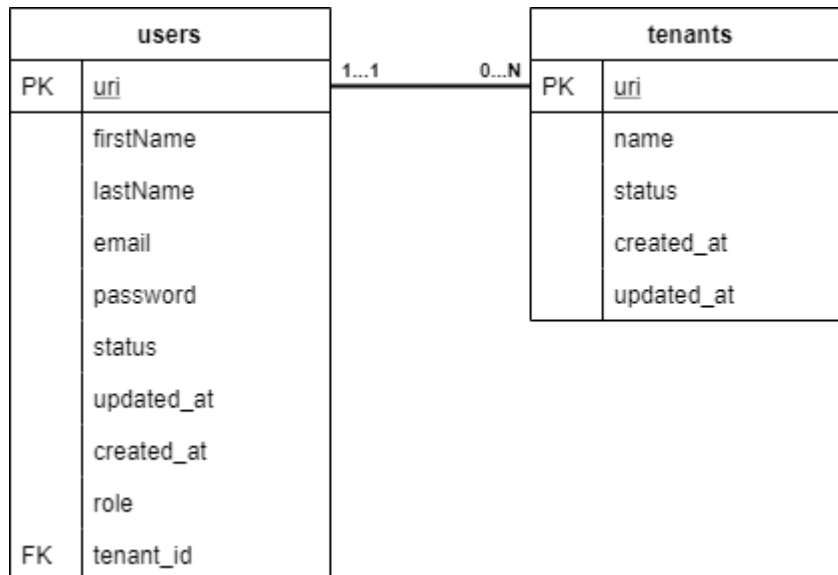 users
PK uri
firstName
lastName
email
password
status
updated_at
created_at
role
FK tenant_id
1...1 0...N
tenants
PK uri
name
status
created_at
updated_at